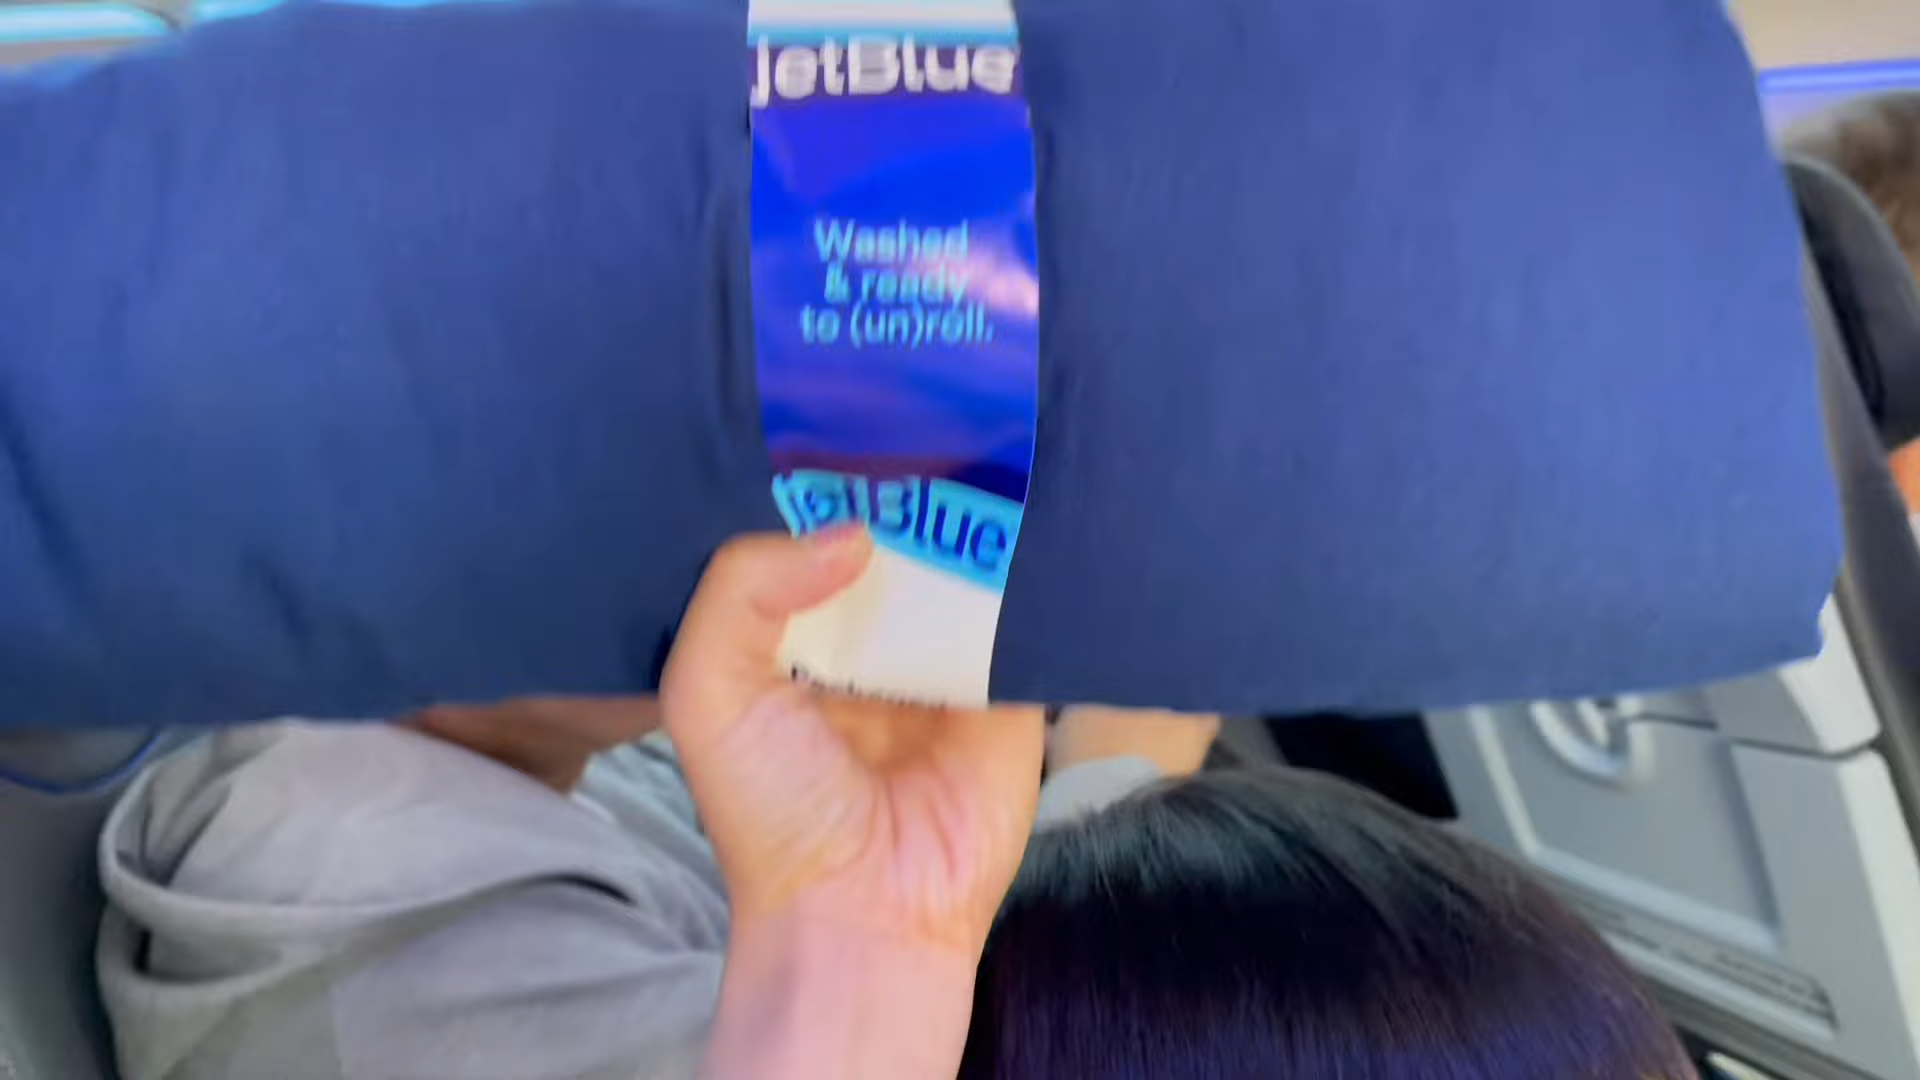 jetBlue
Washed
& ready
to (un)roll.
jetBlue